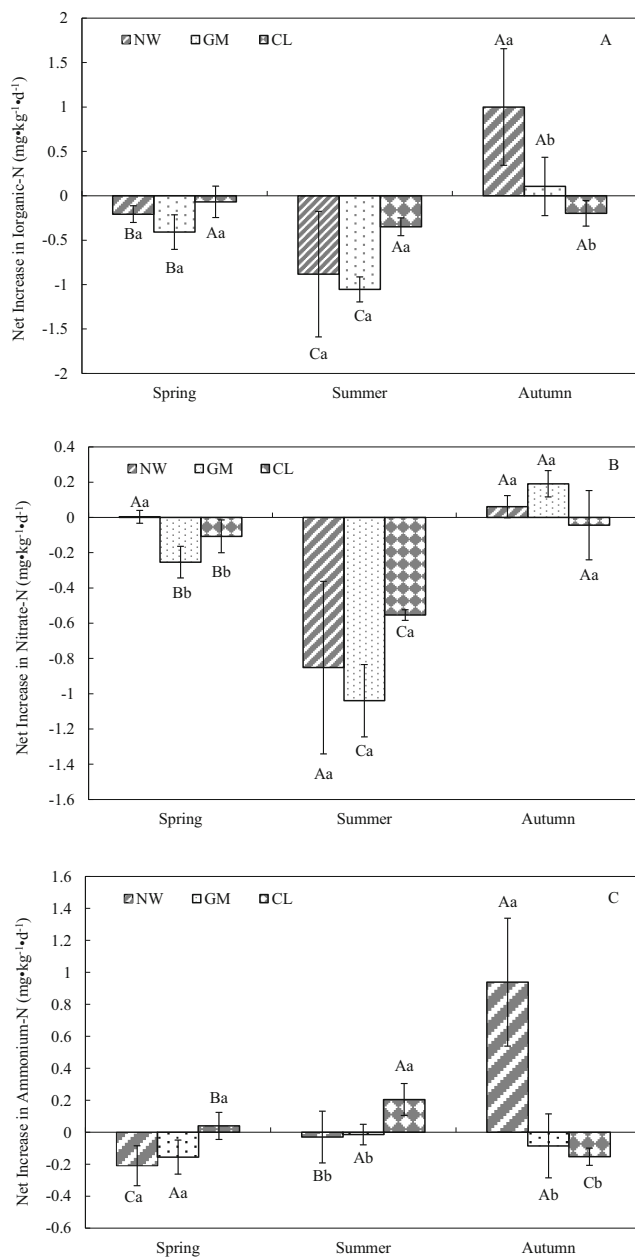 NW GM CL A
Net Increase in Iorganic-N (mg•kg⁻¹•d⁻¹)
1
0.5
0
-0.5
-1
-1.5
-2
2
Aa
Ab
Ba
Ba
Aa
Aa
Ab
Ca
Ca
Spring Summer Autumn
NW GM CL B
Net Increase in Nitrate-N (mg•kg⁻¹•d⁻¹)
0.4
0.2
0
-0.2
-0.4
-0.6
-0.8
-1
-1.2
-1.4
-1.6
Aa
Aa
Aa
Bb
Bb
Aa
Ca
Ca
Aa
Spring Summer Autumn
NW GM CL C
Net Increase in Ammonium-N (mg•kg⁻¹•d⁻¹)
1.6
1.4
1.2
1
0.8
0.6
0.4
0.2
0
-0.2
-0.4
-0.6
Aa
Aa
Ba
Ca
Aa
Bb
Ab
Ab
Cb
Spring Summer Autumn